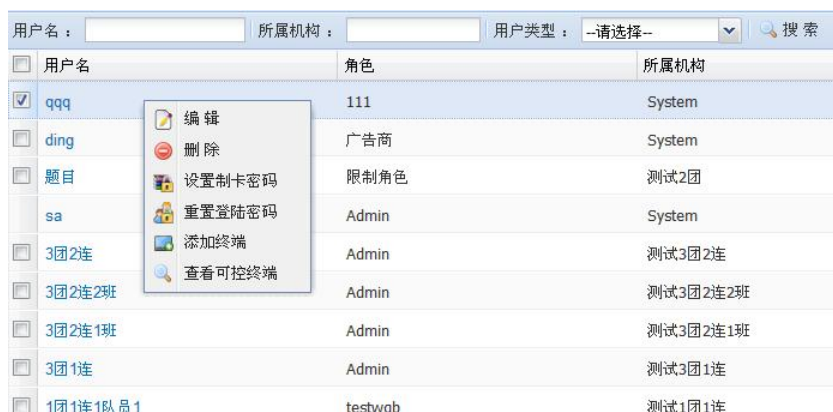 用户名： 所属机构： 用户类型： --请选择-- 搜索
用户名 角色 所属机构
qqq 111 System
编辑
ding 广告商 System
删除
题目 限制角色 测试2团
设置制卡密码
sa Admin System
重置登陆密码
3团2连 Admin 测试3团2连
添加终端
查看可控终端
3团2连2班 Admin 测试3团2连2班
3团2连1班 Admin 测试3团2连1班
3团1连 Admin 测试3团1连
1团1连1队员1 testwgb 测试1团1连